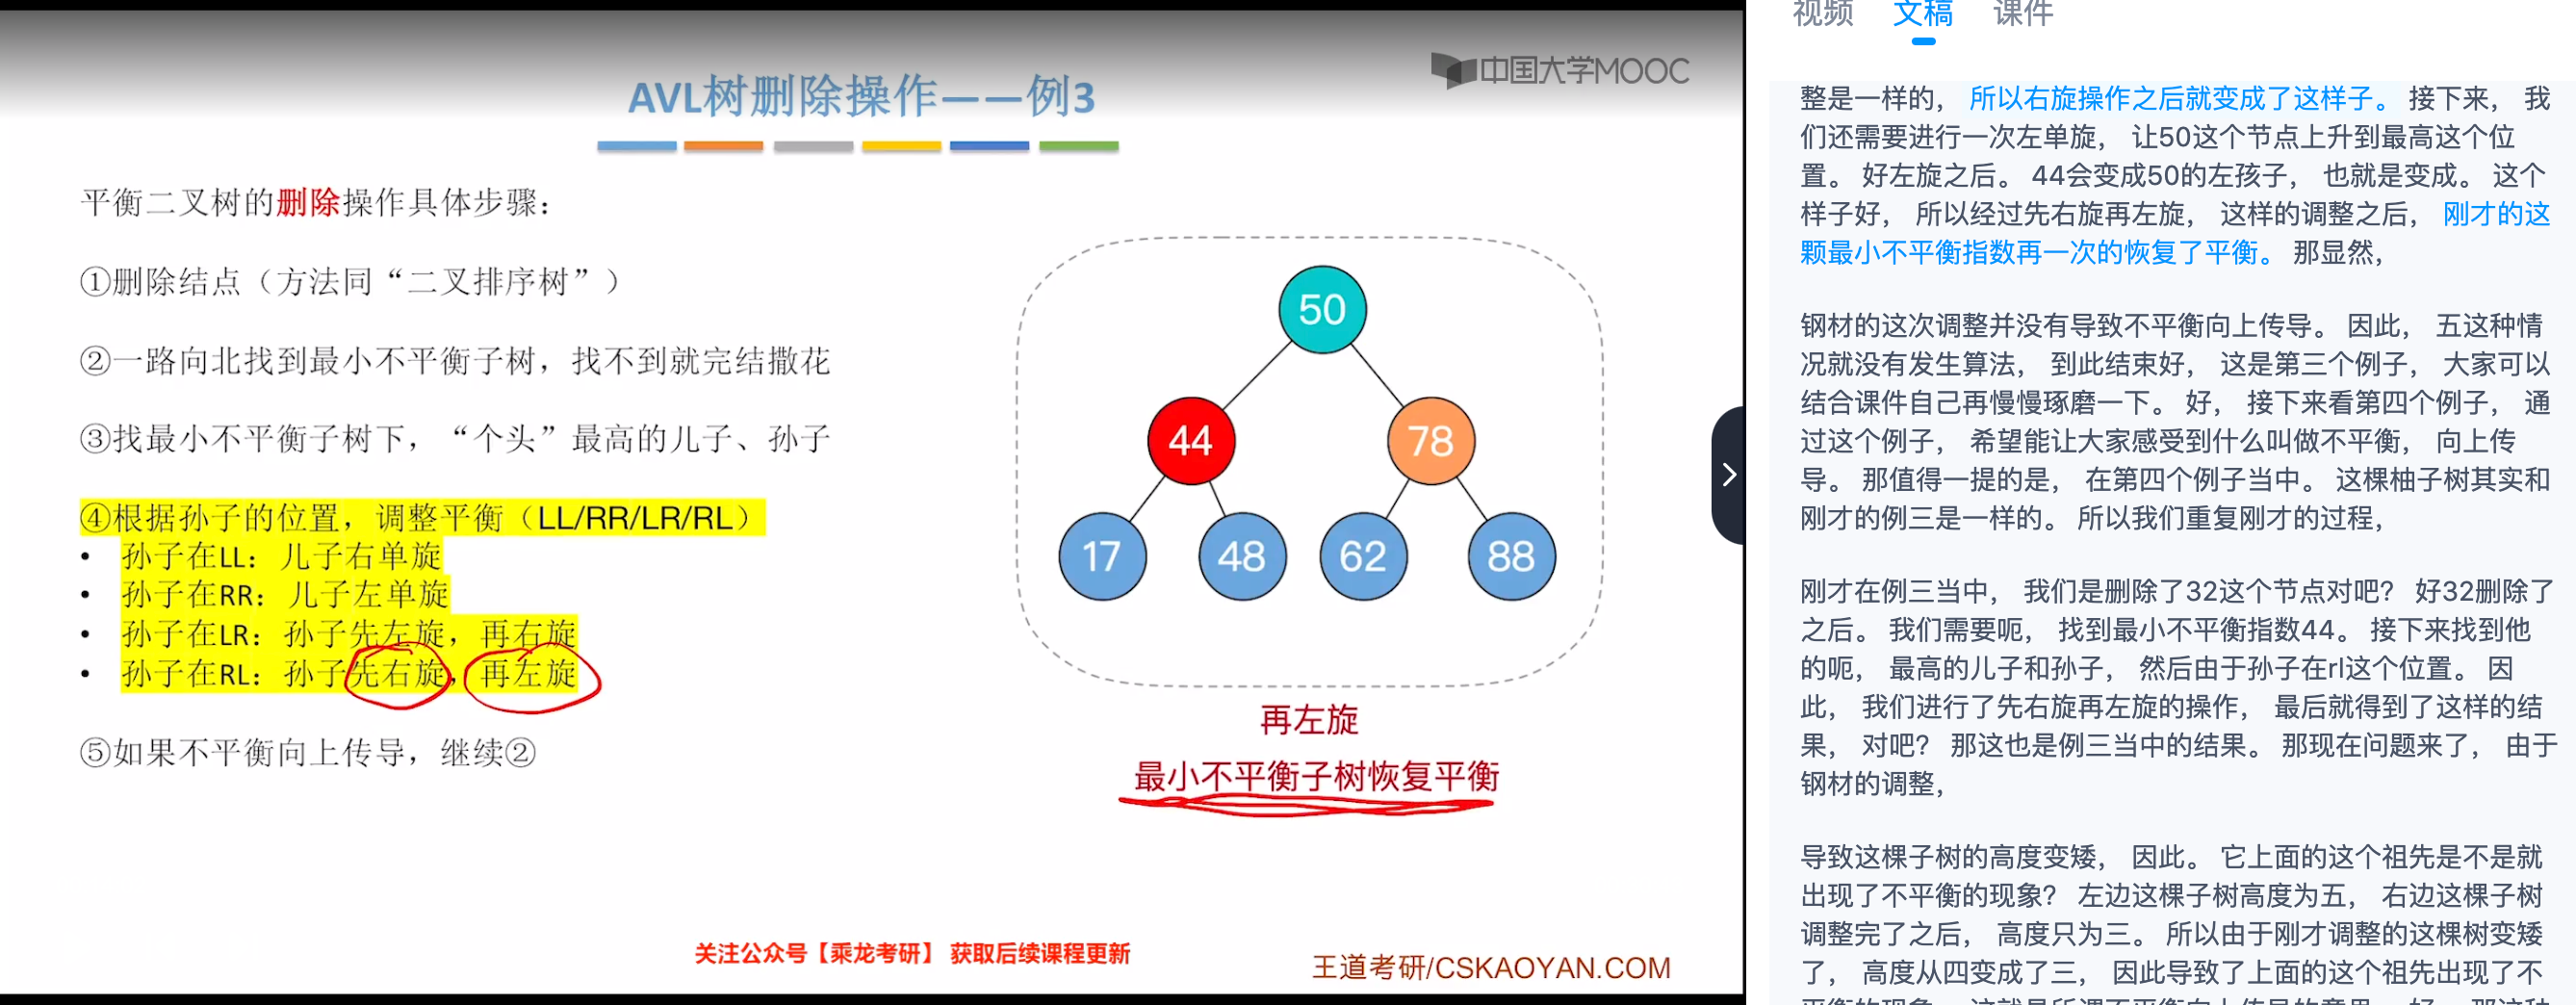 中国大学MOOC
AVL树删除操作——例3
平衡二叉树的删除操作具体步骤：
①删除结点（方法同“二叉排序树”）
②一路向北找到最小不平衡子树，找不到就完结撒花
③找最小不平衡子树下，“个头”最高的儿子、孙子
④根据孙子的位置，调整平衡（LL/RR/LR/RL）
• 孙子在LL：儿子右单旋
• 孙子在RR：儿子左单旋
• 孙子在LR：孙子先左旋，再右旋
• 孙子在RL：孙子先右旋，再左旋
⑤如果不平衡向上传导，继续②
50
44 78
17 48 62 88
再左旋
最小不平衡子树恢复平衡
关注公众号【乘龙考研】 获取后续课程更新
王道考研/CSKAOYAN.COM
视频 文稿 课件
整是一样的， 所以右旋操作之后就变成了这样子。 接下来， 我
们还需要进行一次左单旋， 让50这个节点上升到最高这个位
置。 好左旋之后。 44会变成50的左孩子， 也就是变成。 这个
样子好， 所以经过先右旋再左旋， 这样的调整之后， 刚才的这
颗最小不平衡指数再一次的恢复了平衡。 那显然，
钢材的这次调整并没有导致不平衡向上传导。 因此， 五这种情
况就没有发生算法， 到此结束好， 这是第三个例子， 大家可以
结合课件自己再慢慢琢磨一下。 好， 接下来看第四个例子， 通
过这个例子， 希望能让大家感受到什么叫做不平衡， 向上传
导。 那值得一提的是， 在第四个例子当中。 这棵柚子树其实和
刚才的例三是一样的。 所以我们重复刚才的过程，
刚才在例三当中， 我们是删除了32这个节点对吧？ 好32删除了
之后。 我们需要呃， 找到最小不平衡指数44。 接下来找到他
的呃， 最高的儿子和孙子， 然后由于孙子在rl这个位置。 因
此， 我们进行了先右旋再左旋的操作， 最后就得到了这样的结
果， 对吧？ 那这也是例三当中的结果。 那现在问题来了， 由于
钢材的调整，
导致这棵子树的高度变矮， 因此。 它上面的这个祖先是不是就
出现了不平衡的现象？ 左边这棵子树高度为五， 右边这棵子树
调整完了之后， 高度只为三。 所以由于刚才调整的这棵树变矮
了， 高度从四变成了三， 因此导致了上面的这个祖先出现了不